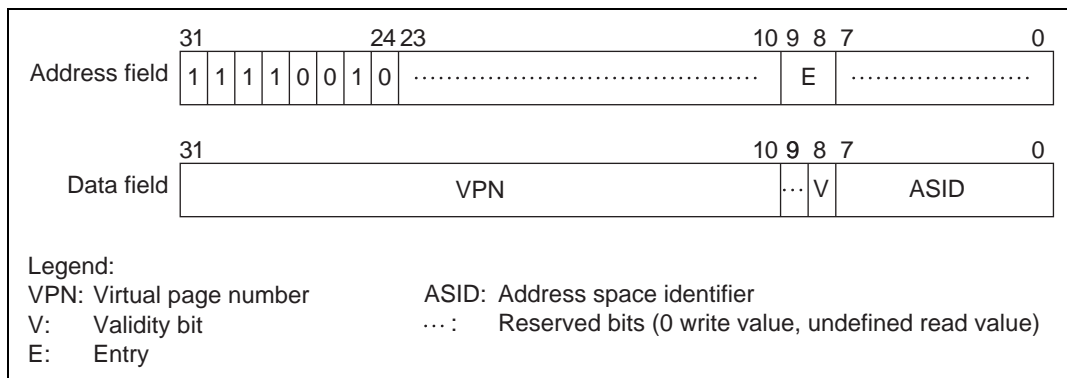 31 24 23 10 9 8 7 0
Address field 1 1 1 1 0 0 1 0 ⋯ E ⋯
31 10 9 8 7 0
Data field VPN ⋯ V ASID
Legend:
VPN: Virtual page number ASID: Address space identifier
V: Validity bit ⋯ : Reserved bits (0 write value, undefined read value)
E: Entry